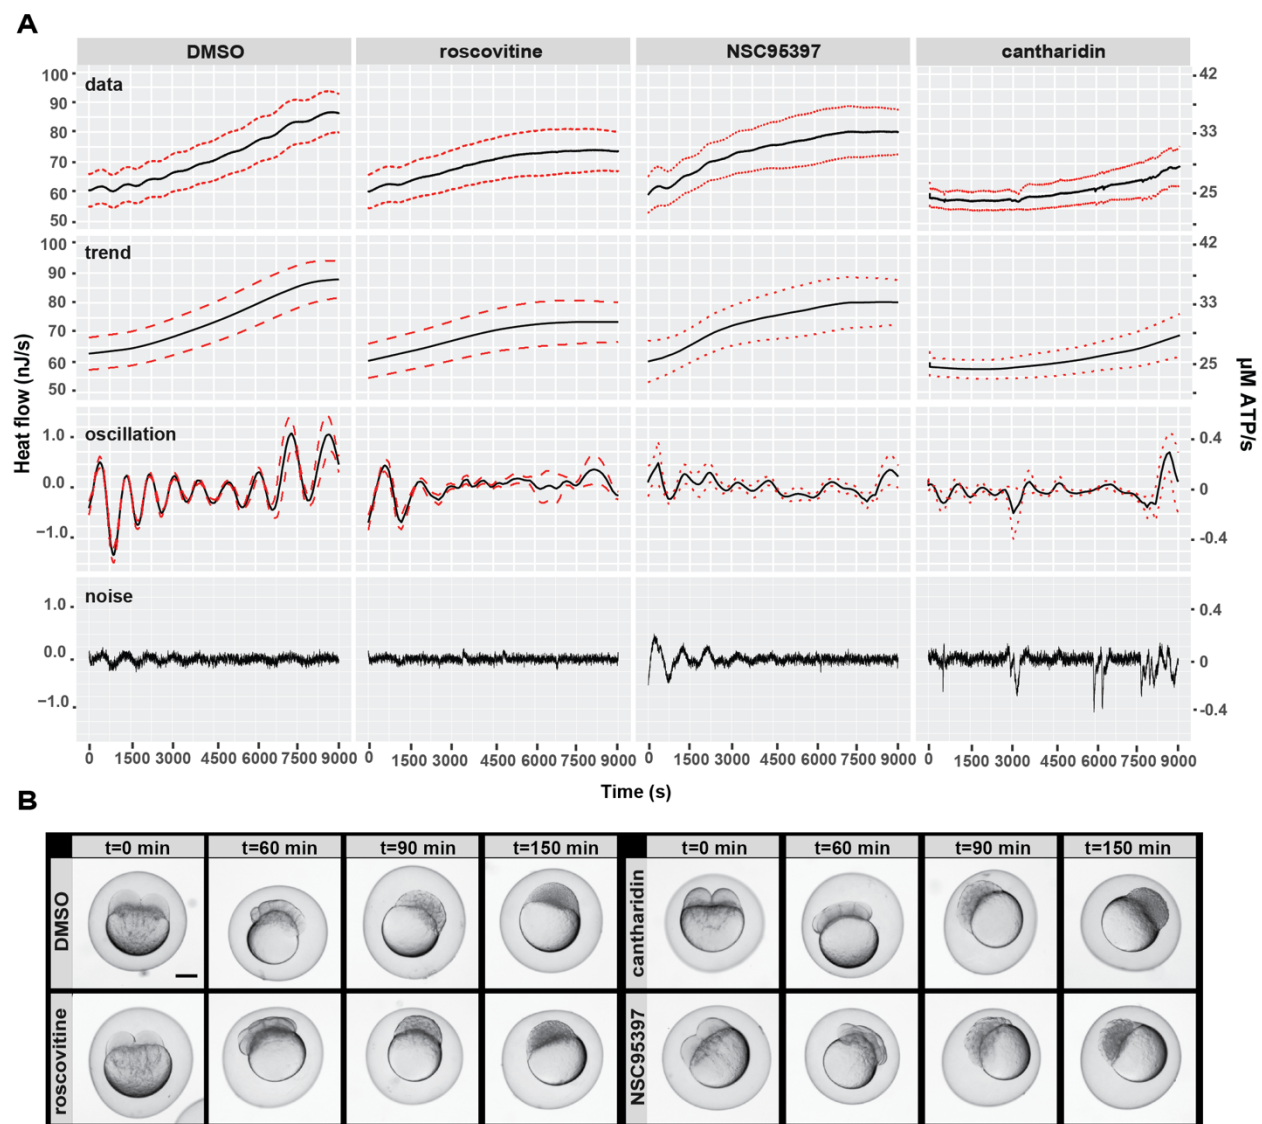 A
DMSO roscovitine NSC95397 cantharidin
data
100
90
80
70
60
50
42
33
25
trend
100
90
80
70
60
50
42
33
25
oscillation
1.0
0.0
−1.0
0.4
0
-0.4
noise
1.0
0.0
−1.0
0.4
0
-0.4
Heat flow (nJ/s)
µM ATP/s
0 1500 3000 4500 6000 7500 9000 0 1500 3000 4500 6000 7500 9000 0 1500 3000 4500 6000 7500 9000 0 1500 3000 4500 6000 7500 9000
Time (s)
B
t=0 min t=60 min t=90 min t=150 min t=0 min t=60 min t=90 min t=150 min
DMSO cantharidin
roscovitine NSC95397